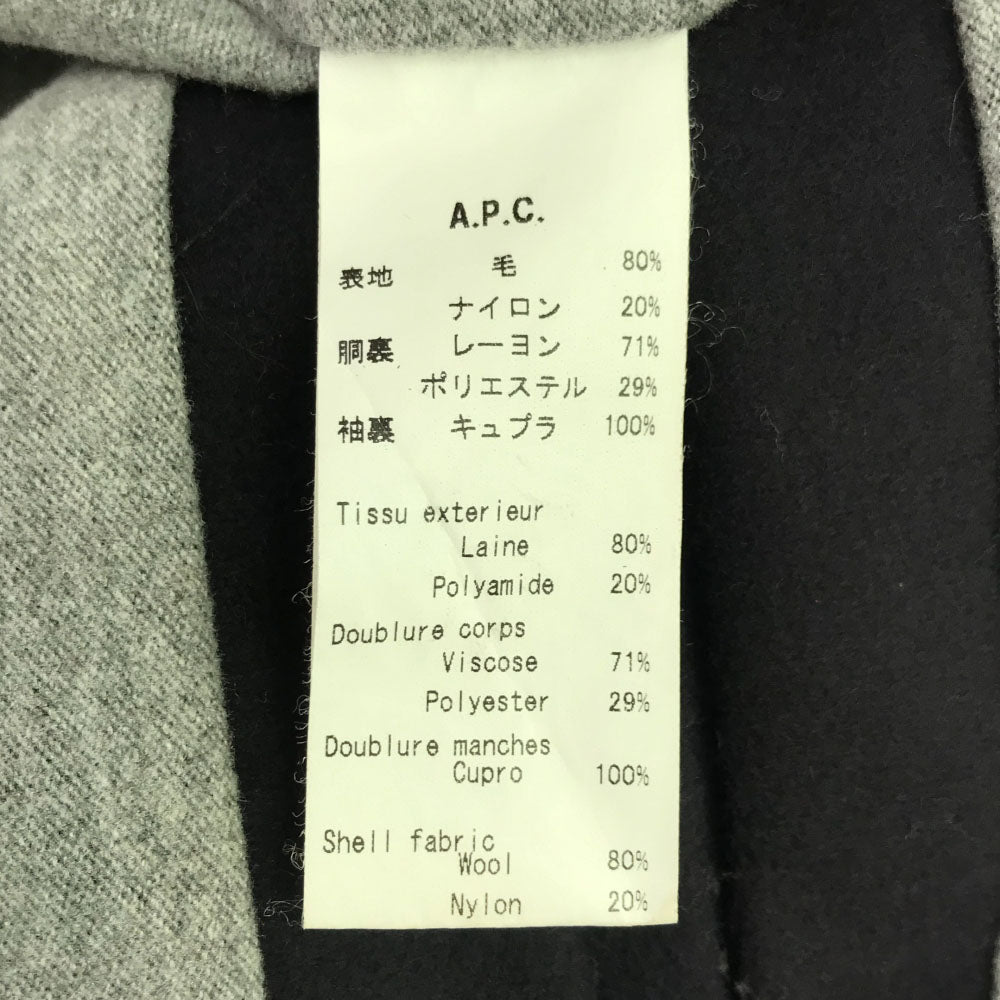 A.P.C.
表地 毛 80%
ナイロン 20%
胴裏 レーヨン 71%
ポリエステル 29%
袖裏 キュプラ 100%
Tissu exterieur
Laine 80%
Polyamide 20%
Doublure corps
Viscose 71%
Polyester 29%
Doublure manches
Cupro 100%
Shell fabric
Wool 80%
Nylon 20%